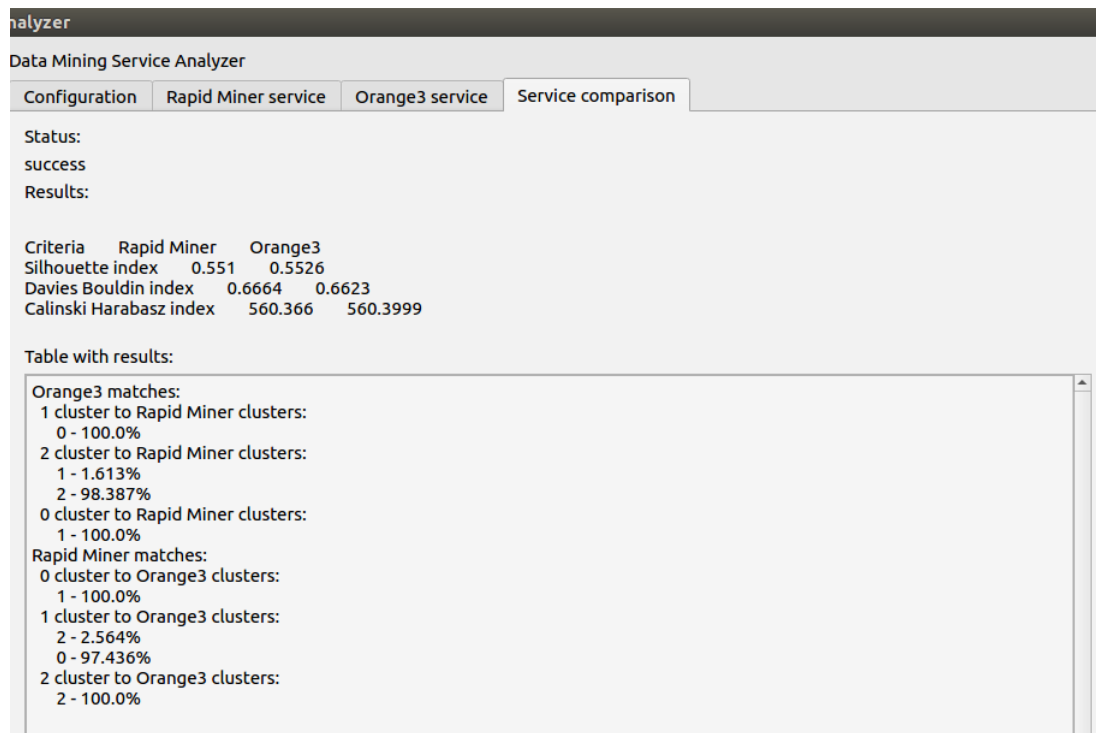 nalyzer
Data Mining Service Analyzer
Configuration Rapid Miner service Orange3 service Service comparison
Status:
success
Results:
Criteria Rapid Miner Orange3
Silhouette index 0.551 0.5526
Davies Bouldin index 0.6664 0.6623
Calinski Harabasz index 560.366 560.3999
Table with results:
Orange3 matches:
1 cluster to Rapid Miner clusters:
0 - 100.0%
2 cluster to Rapid Miner clusters:
1 - 1.613%
2 - 98.387%
0 cluster to Rapid Miner clusters:
1 - 100.0%
Rapid Miner matches:
0 cluster to Orange3 clusters:
1 - 100.0%
1 cluster to Orange3 clusters:
2 - 2.564%
0 - 97.436%
2 cluster to Orange3 clusters:
2 - 100.0%